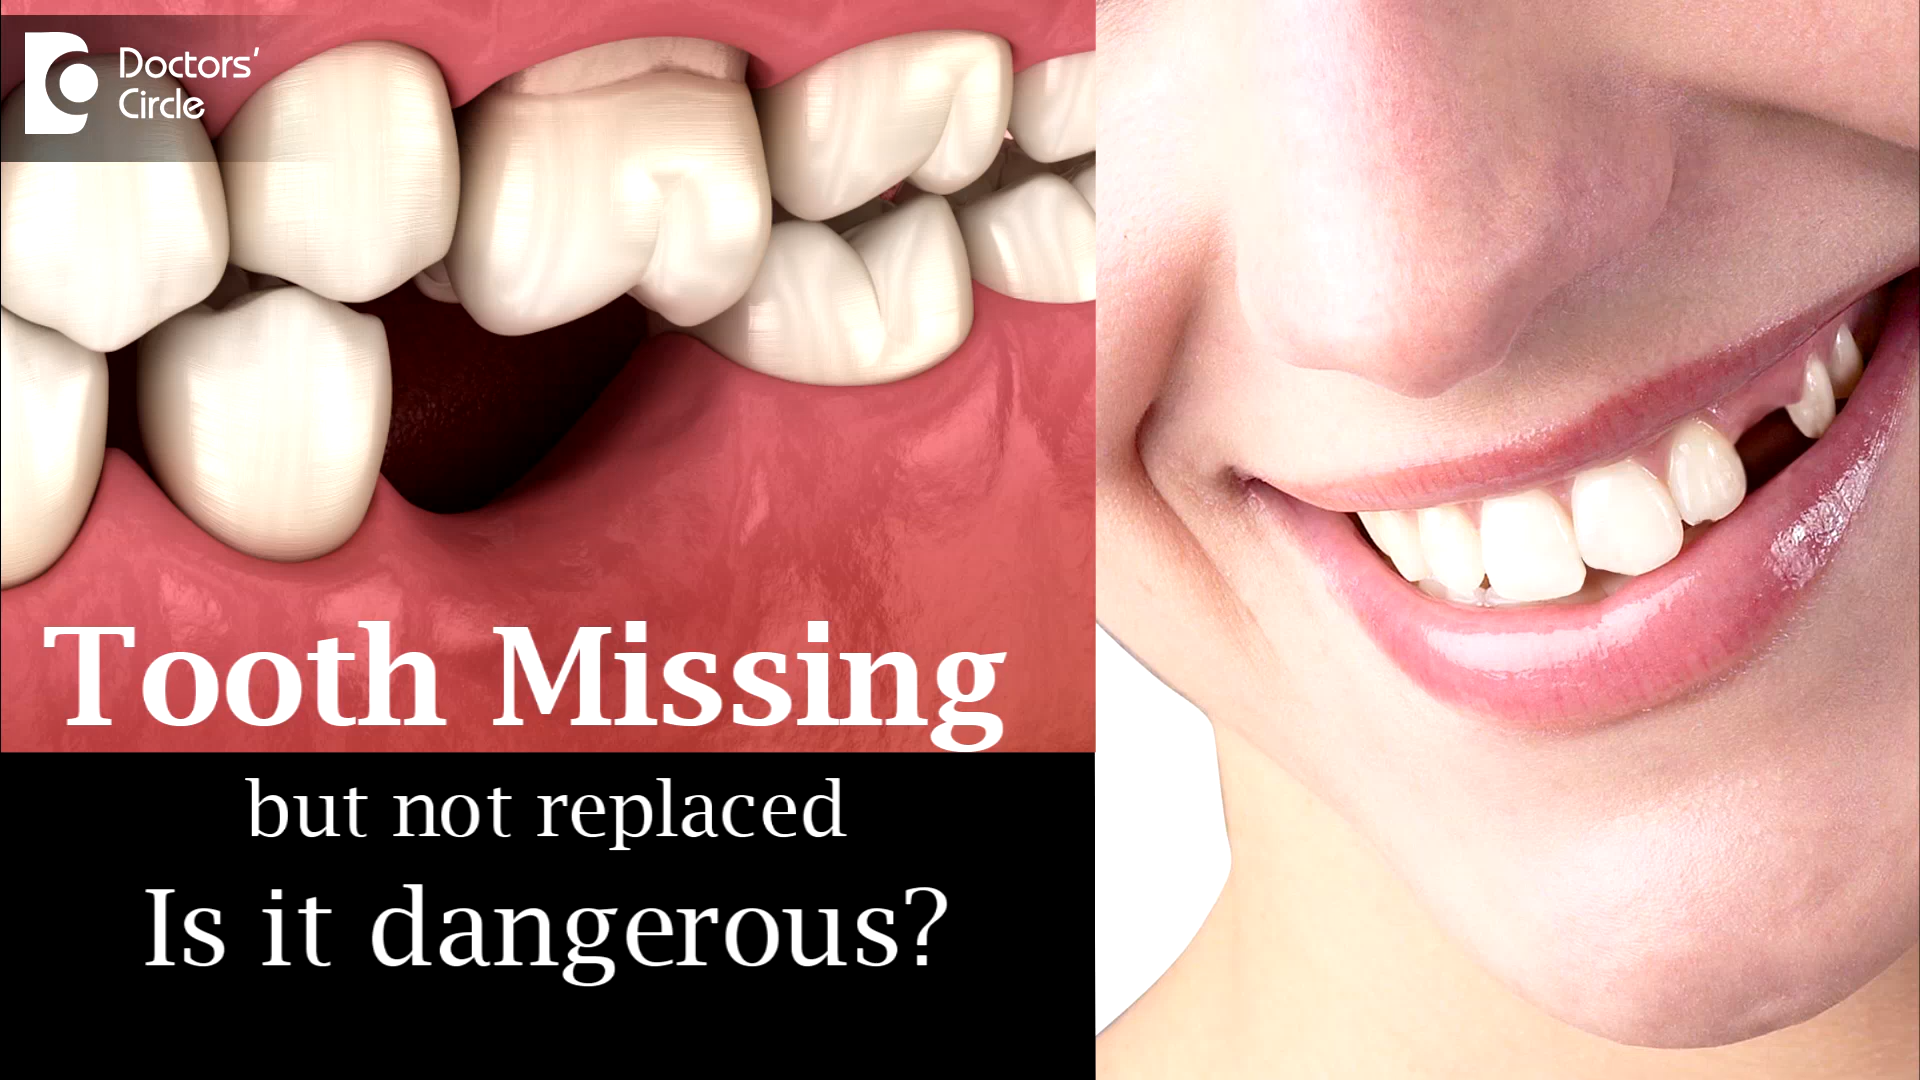 Doctors'
Circle
Tooth Missing
but not replaced
Is it dangerous?